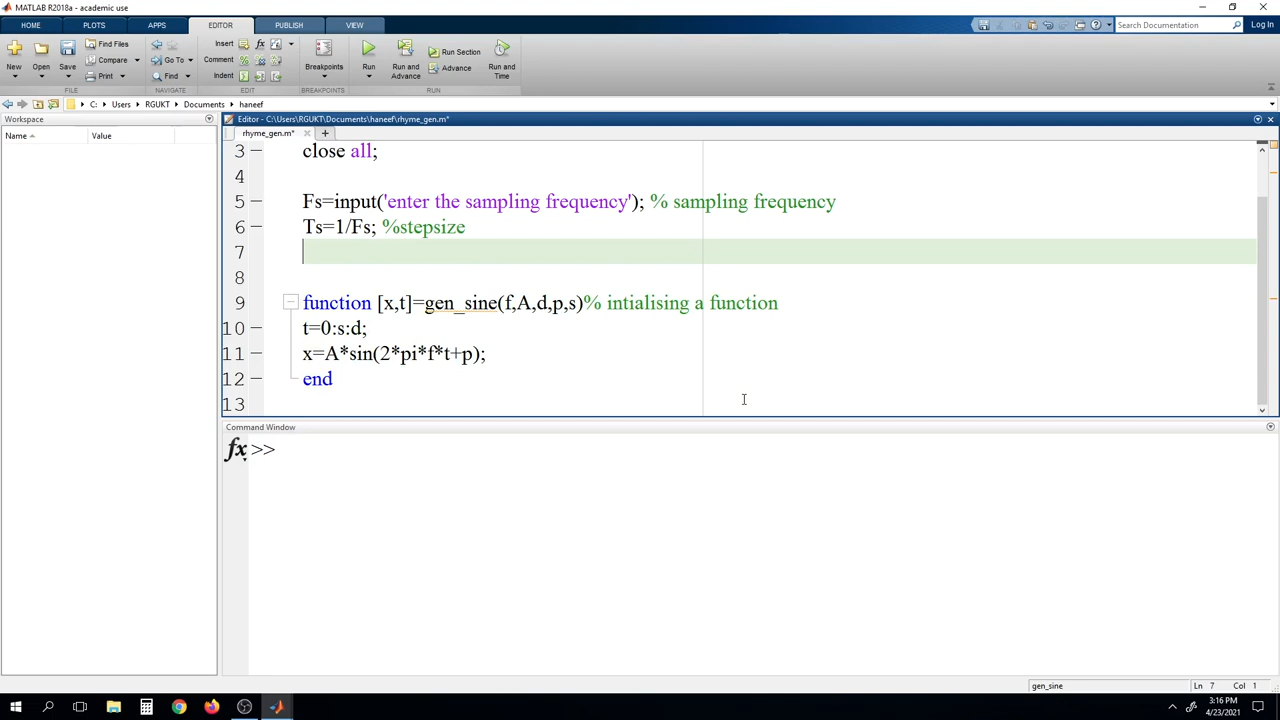 MATLAB R2018a - academic use
HOME PLOTS APPS EDITOR PUBLISH VIEW Search Documentation Log In
New Open Save Find Files Compare Print Insert Comment Indent fx Go To Find Breakpoints Run Run and Advance Run Section Advance Run and Time
FILE NAVIGATE EDIT BREAKPOINTS RUN
C: Users RGUKT Documents haneef
Workspace
Name Value
Editor - C:\Users\RGUKT\Documents\haneef\rhyme_gen.m*
rhyme_gen.m*
3 close all;
4
5 Fs=input('enter the sampling frequency'); % sampling frequency
6 Ts=1/Fs; %stepsize
7
8
9 function [x,t]=gen_sine(f,A,d,p,s)% intialising a function
10 t=0:s:d;
11 x=A*sin(2*pi*f*t+p);
12 end
13
Command Window
fx >>
gen_sine Ln 7 Col 1
3:16 PM
4/23/2021